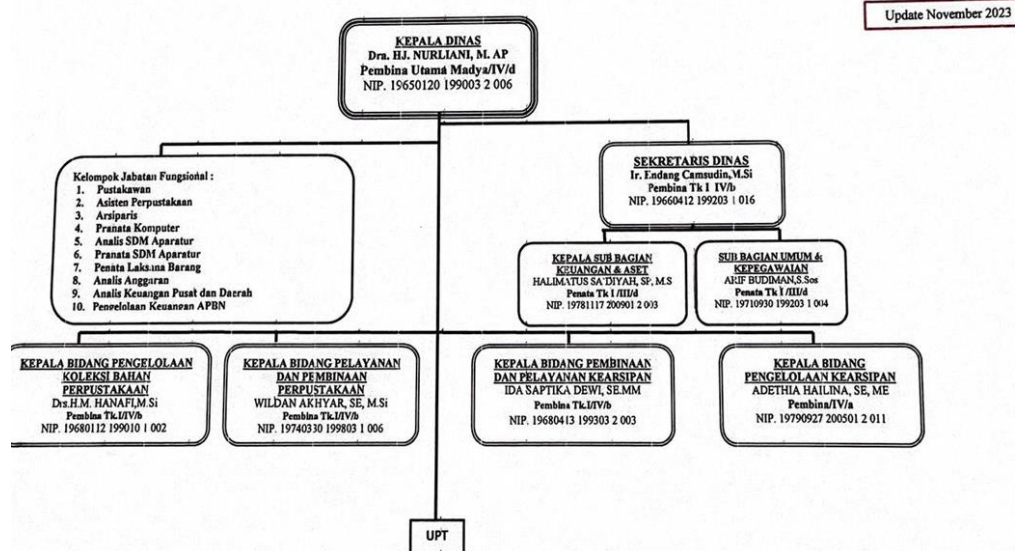 Update November 2023
KEPALA DINAS
Dra. HJ. NURLIANI, M. AP
Pembina Utama Madya/IV/d
NIP. 19650120 199003 2 006
Kelompok Jabatan Fungsional :
1. Pustakawan
2. Asisten Perpustakaan
3. Arsiparis
4. Pranata Komputer
5. Analis SDM Aparatur
6. Pranata SDM Aparatur
7. Penata Laksana Barang
8. Analis Anggaran
9. Analis Keuangan Pusat dan Daerah
10. Pengelolaan Keuangan APBN
SEKRETARIS DINAS
Ir. Endang Camsudin,M.Si
Pembina Tk I IV/b
NIP. 19660412 199203 1 016
KEPALA SUB BAGIAN
KEUANGAN & ASET
HALIMATUS SA'DIYAH, SP, M.S
Penata Tk I /III/d
NIP. 19781117 200901 2 003
SUB BAGIAN UMUM &
KEPEGAWAIAN
ARIF BUDIMAN,S.Sos
Penata Tk I/III/d
NIP. 19710930 199203 1 004
KEPALA BIDANG PENGELOLAAN
KOLEKSI BAHAN
PERPUSTAKAAN
Drs.H.M. HANAFI,M.Si
Pembina Tk.I/IV/b
NIP. 19680112 199010 1 002
KEPALA BIDANG PELAYANAN
DAN PEMBINAAN
PERPUSTAKAAN
WILDAN AKHYAR, SE, M.Si
Pembina Tk.I/IV/b
NIP. 19740330 199803 1 006
KEPALA BIDANG PEMBINAAN
DAN PELAYANAN KEARSIPAN
IDA SAPTIKA DEWI, SE.MM
Pembina Tk.I/IV/b
NIP. 19680413 199303 2 003
KEPALA BIDANG
PENGELOLAAN KEARSIPAN
ADETHIA HAILINA, SE, ME
Pembina/IV/a
NIP. 19790927 200501 2 011
UPT